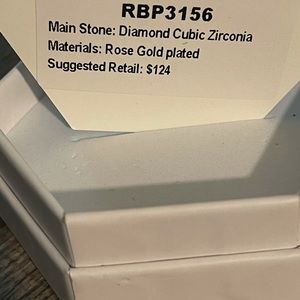 RBP3156
Main Stone: Diamond Cubic Zirconia
Materials: Rose Gold plated
Suggested Retail: $124